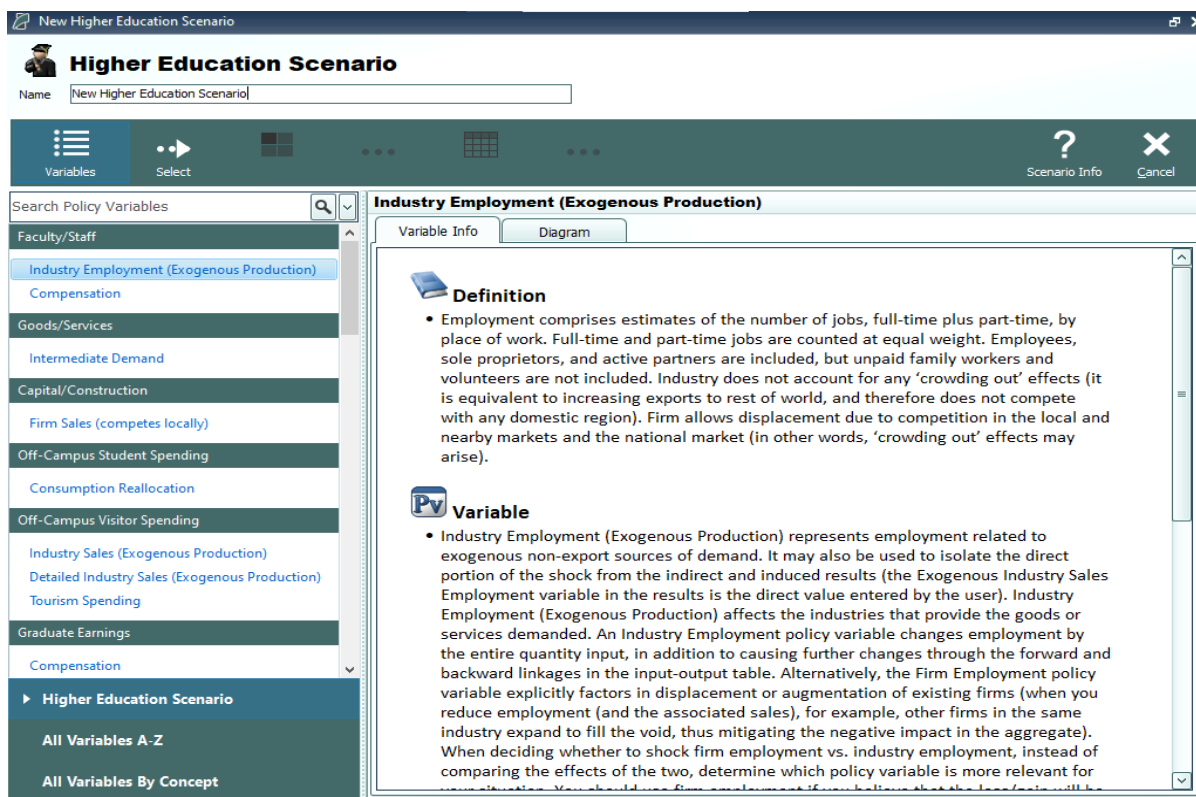 New Higher Education Scenario
Higher Education Scenario
Name New Higher Education Scenario
Variables
Select
Scenario Info
Cancel
Search Policy Variables
Faculty/Staff
Industry Employment (Exogenous Production)
Compensation
Goods/Services
Intermediate Demand
Capital/Construction
Firm Sales (competes locally)
Off-Campus Student Spending
Consumption Reallocation
Off-Campus Visitor Spending
Industry Sales (Exogenous Production)
Detailed Industry Sales (Exogenous Production)
Tourism Spending
Graduate Earnings
Compensation
Higher Education Scenario
All Variables A-Z
All Variables By Concept
Industry Employment (Exogenous Production)
Variable Info
Diagram
Definition
• Employment comprises estimates of the number of jobs, full-time plus part-time, by
place of work. Full-time and part-time jobs are counted at equal weight. Employees,
sole proprietors, and active partners are included, but unpaid family workers and
volunteers are not included. Industry does not account for any ‘crowding out’ effects (it
is equivalent to increasing exports to rest of world, and therefore does not compete
with any domestic region). Firm allows displacement due to competition in the local and
nearby markets and the national market (in other words, ‘crowding out’ effects may
arise).
Pv Variable
• Industry Employment (Exogenous Production) represents employment related to
exogenous non-export sources of demand. It may also be used to isolate the direct
portion of the shock from the indirect and induced results (the Exogenous Industry Sales
Employment variable in the results is the direct value entered by the user). Industry
Employment (Exogenous Production) affects the industries that provide the goods or
services demanded. An Industry Employment policy variable changes employment by
the entire quantity input, in addition to causing further changes through the forward and
backward linkages in the input-output table. Alternatively, the Firm Employment policy
variable explicitly factors in displacement or augmentation of existing firms (when you
reduce employment (and the associated sales), for example, other firms in the same
industry expand to fill the void, thus mitigating the negative impact in the aggregate).
When deciding whether to shock firm employment vs. industry employment, instead of
comparing the effects of the two, determine which policy variable is more relevant for
your situation. You should use firm employment if you believe that the loss/gain will be